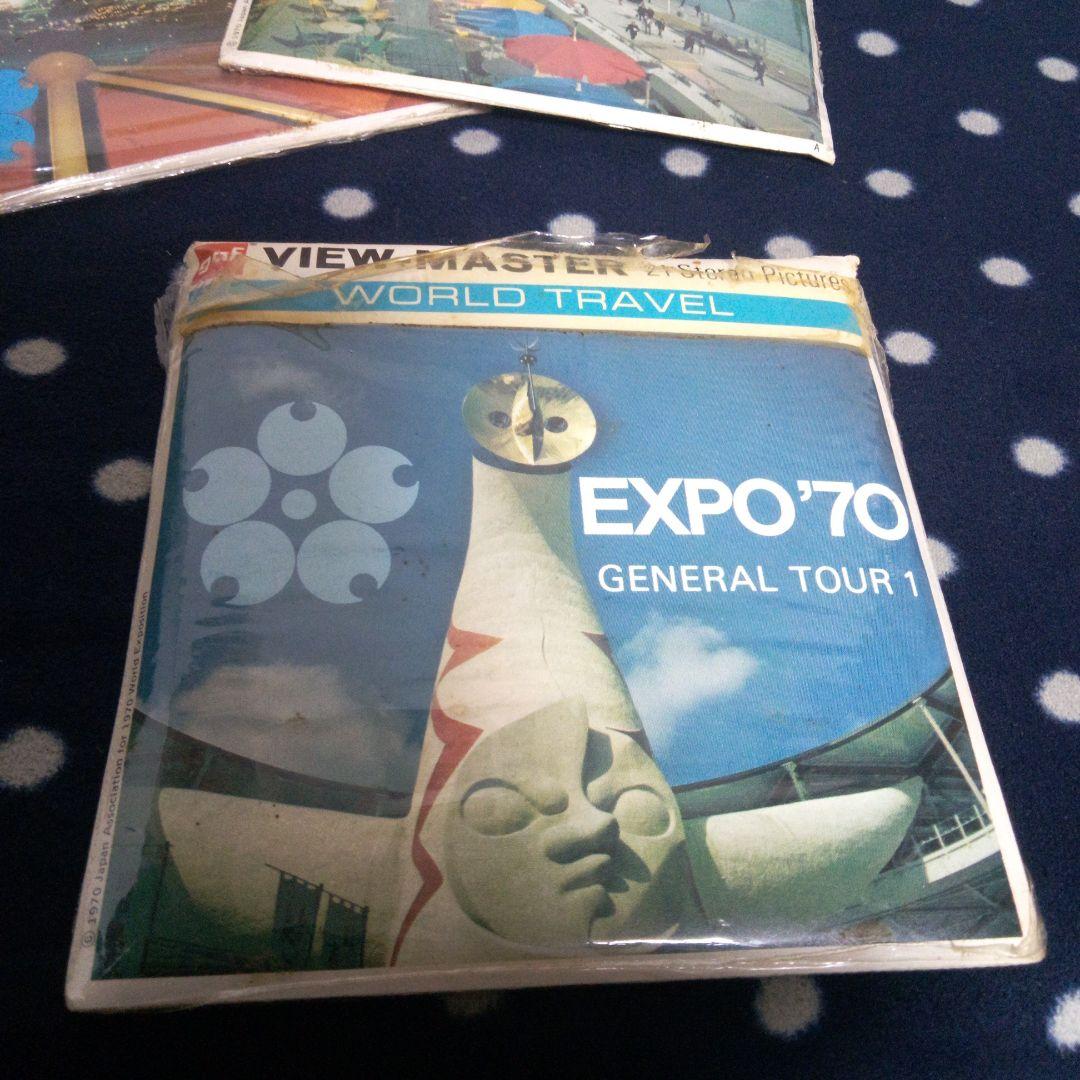 A
gaf VIEW-MASTER 21 Stereo Pictures
WORLD TRAVEL
EXPO'70
GENERAL TOUR 1
© 1970 Japan Association for 1970 World Exposition